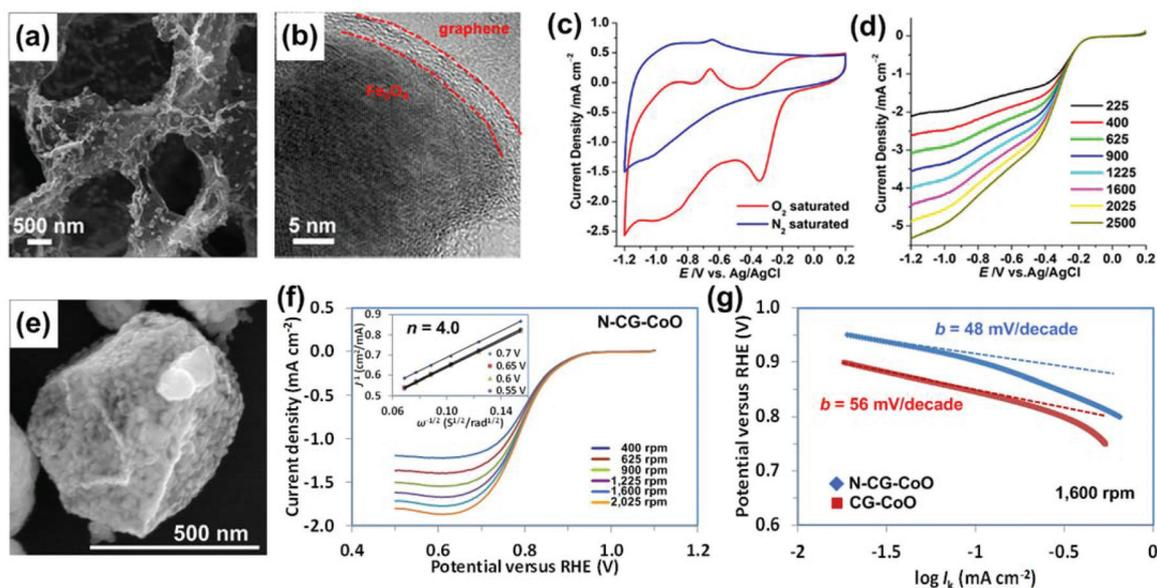 (a)
500 nm
(b)
graphene
Fe₃O₄
5 nm
(c)
Current Density /mA cm⁻²
1.0
0.5
0.0
-0.5
-1.0
-1.5
-2.0
-2.5
O₂ saturated
N₂ saturated
-1.2 -1.0 -0.8 -0.6 -0.4 -0.2 -0.0 0.2
E /V vs. Ag/AgCl
(d)
Current Density /mA cm⁻²
0
-1
-2
-3
-4
-5
225
400
625
900
1225
1600
2025
2500
-1.2 -1.0 -0.8 -0.6 -0.4 -0.2 0.0 0.2
E /V vs.Ag/AgCl
(e)
500 nm
(f)
Current density (mA cm⁻²)
0.5
0.0
-0.5
-1.0
-1.5
-2.0
N-CG-CoO
J⁻¹ (cm²/mA)
0.9
0.8
0.7
0.6
0.5
n = 4.0
0.7 V
0.65 V
0.6 V
0.55 V
0.06 0.09 0.12 0.15
ω⁻¹/² (S¹/²/rad¹/²)
400 rpm
625 rpm
900 rpm
1,225 rpm
1,600 rpm
2,025 rpm
0.4 0.6 0.8 1.0 1.2
Potential versus RHE (V)
(g)
Potential versus RHE (V)
1.0
0.9
0.8
0.7
0.6
b = 48 mV/decade
b = 56 mV/decade
N-CG-CoO
CG-CoO
1,600 rpm
-2 -1.5 -1 -0.5 0
log Iₖ (mA cm⁻²)